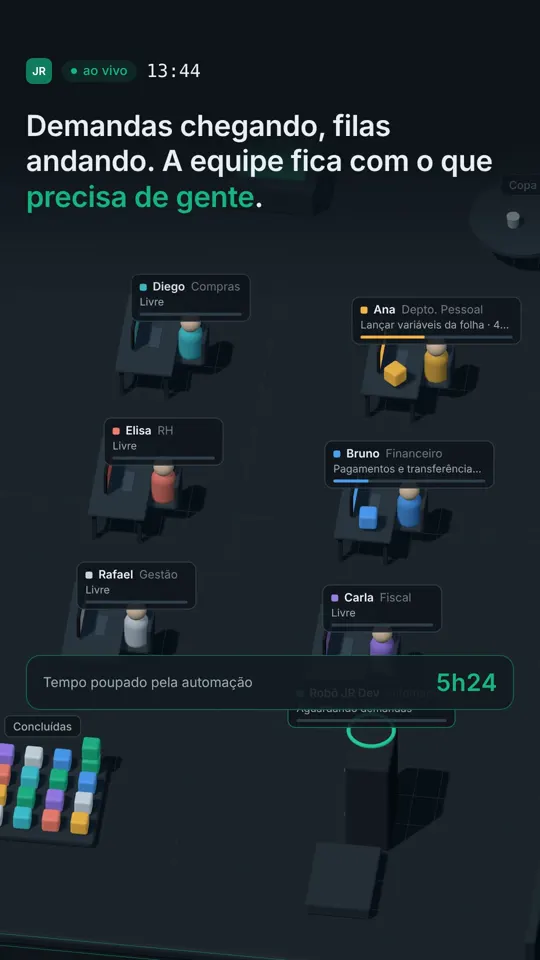 JR
ao vivo
13:44
Demandas chegando, filas
andando. A equipe fica com o que
precisa de gente.
Copa
Diego Compras
Livre
Ana Depto. Pessoal
Lançar variáveis da folha · 4...
Elisa RH
Livre
Bruno Financeiro
Pagamentos e transferência...
Rafael Gestão
Livre
Carla Fiscal
Livre
Tempo poupado pela automação
5h24
Robô JR Dev
Aguardando demandas
Concluídas